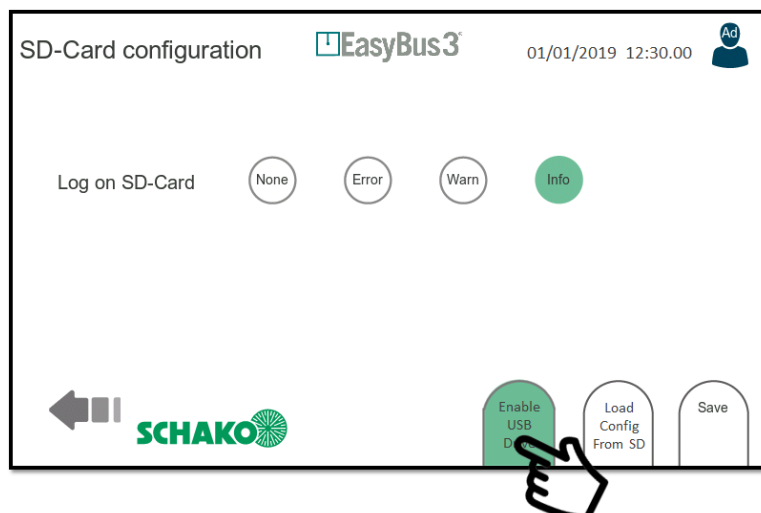 SD-Card configuration
EasyBus3
01/01/2019 12:30.00
Ad
Log on SD-Card
None
Error
Warn
Info
SCHAKO
Enable
USB
Load
Config
From SD
Save